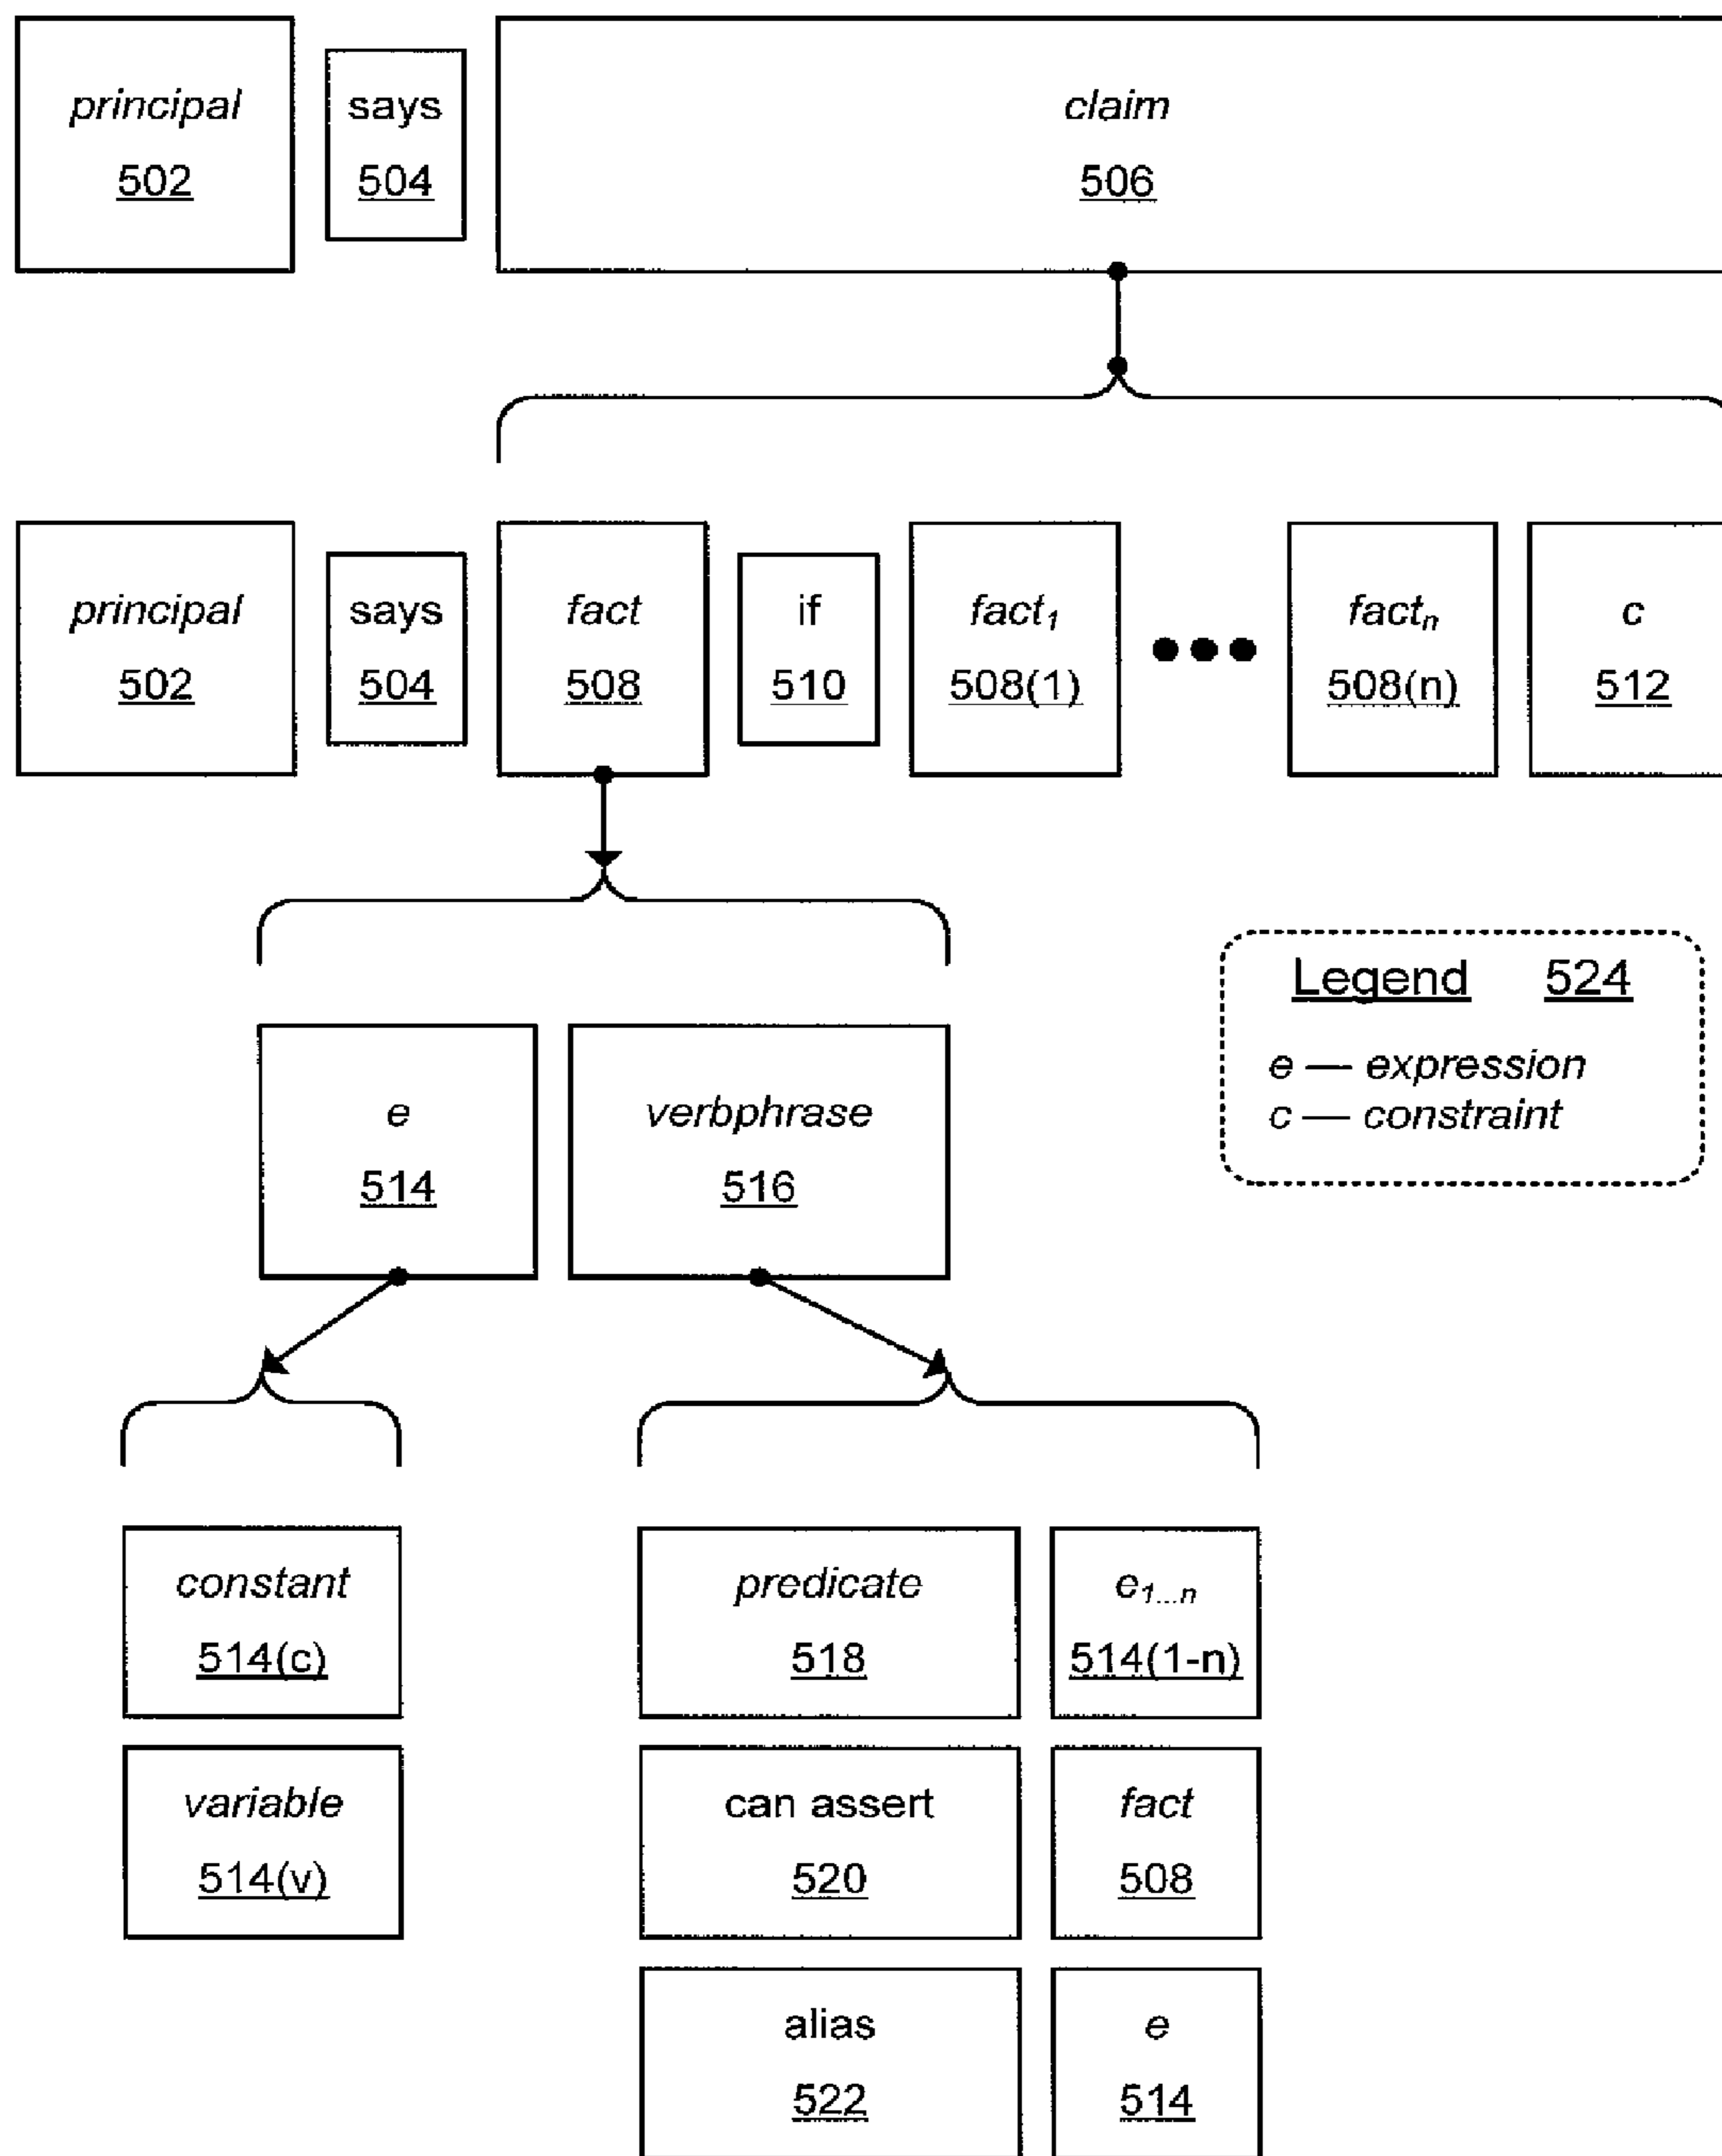 principal says claim
502 504 506
principal says fact if fact₁ ●●● factₙ c
502 504 508 510 508(1) 508(n) 512
Legend 524
e — expression
c — constraint
e verbphrase
514 516
constant predicate e₁...ₙ
514(c) 518 514(1-n)
variable can assert fact
514(v) 520 508
alias e
522 514